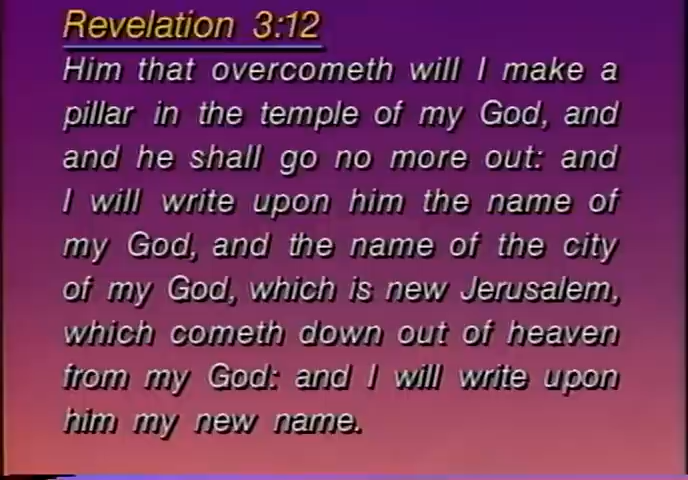 Revelation 3:12
Him that overcometh will I make a
pillar in the temple of my God, and
and he shall go no more out: and
I will write upon him the name of
my God, and the name of the city
of my God, which is new Jerusalem,
which cometh down out of heaven
from my God: and I will write upon
him my new name.